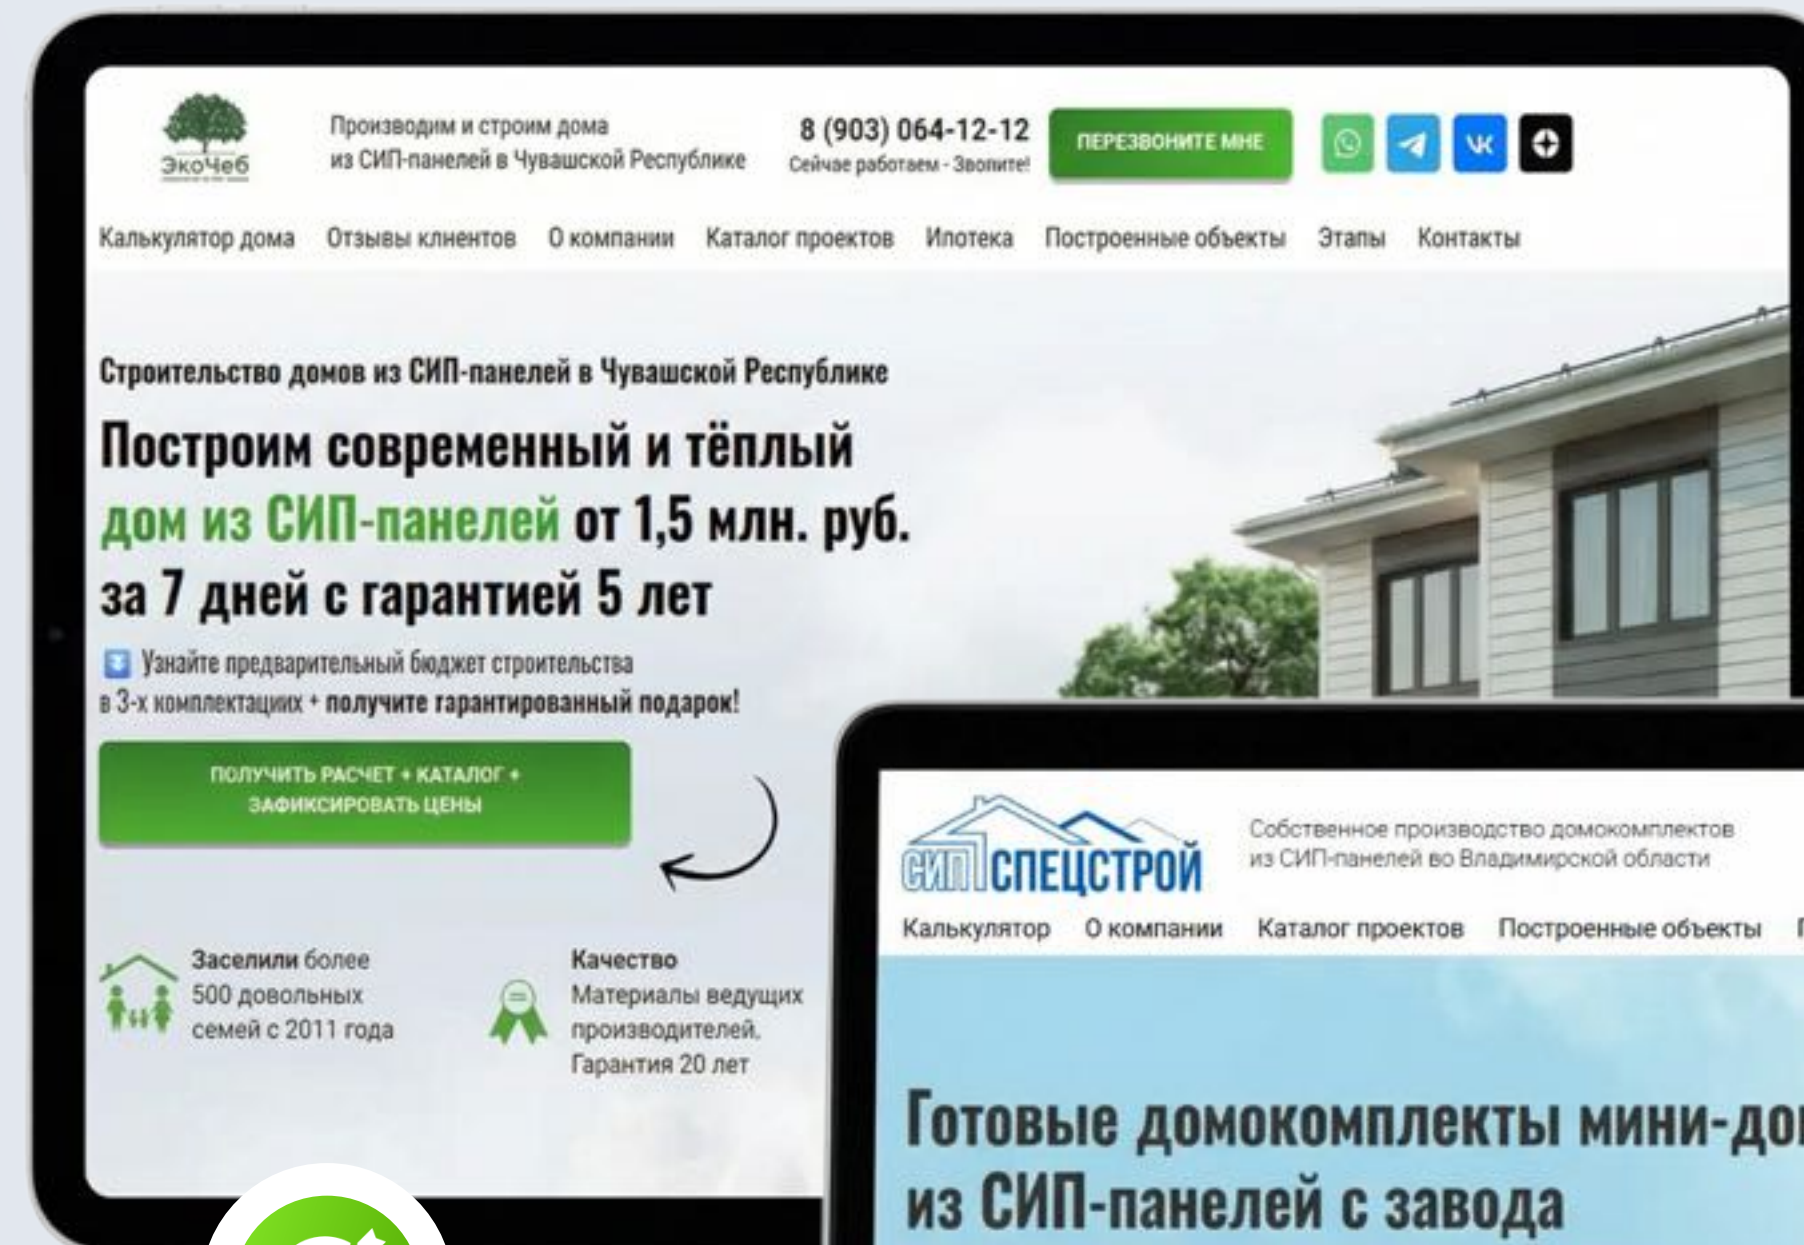 ЭкоЧеб
Производим и строим дома
из СИП-панелей в Чувашской Республике
8 (903) 064-12-12
Сейчае работаем - Звоните!
ПЕРЕЗВОНИТЕ МНЕ
Калькулятор дома Отзывы клнентов О компании Каталог проектов Ипотека Построенные объекты Этапы Контакты
Строительство домов из СИП-панелей в Чувашской Республике
Построим современный и тёплый
дом из СИП-панелей от 1,5 млн. руб.
за 7 дней с гарантией 5 лет
Узнайте предварительный бюджет строительства
в 3-х комплектациих + получите гарантированный подарок!
ПОЛУЧИТЬ РАСЧЕТ + КАТАЛОГ +
ЗАФИКСИРОВАТЬ ЦЕНЫ
Заселили более
500 довольных
семей с 2011 года
Качество
Материалы ведущих
производителей.
Гарантия 20 лет
СИП СПЕЦСТРОЙ
Собственное производство домокомплектов
из СИП-панелей во Владимирской области
Калькулятор О компании Каталог проектов Построенные объекты
Готовые домокомплекты мини-до
из СИП-панелей с завода